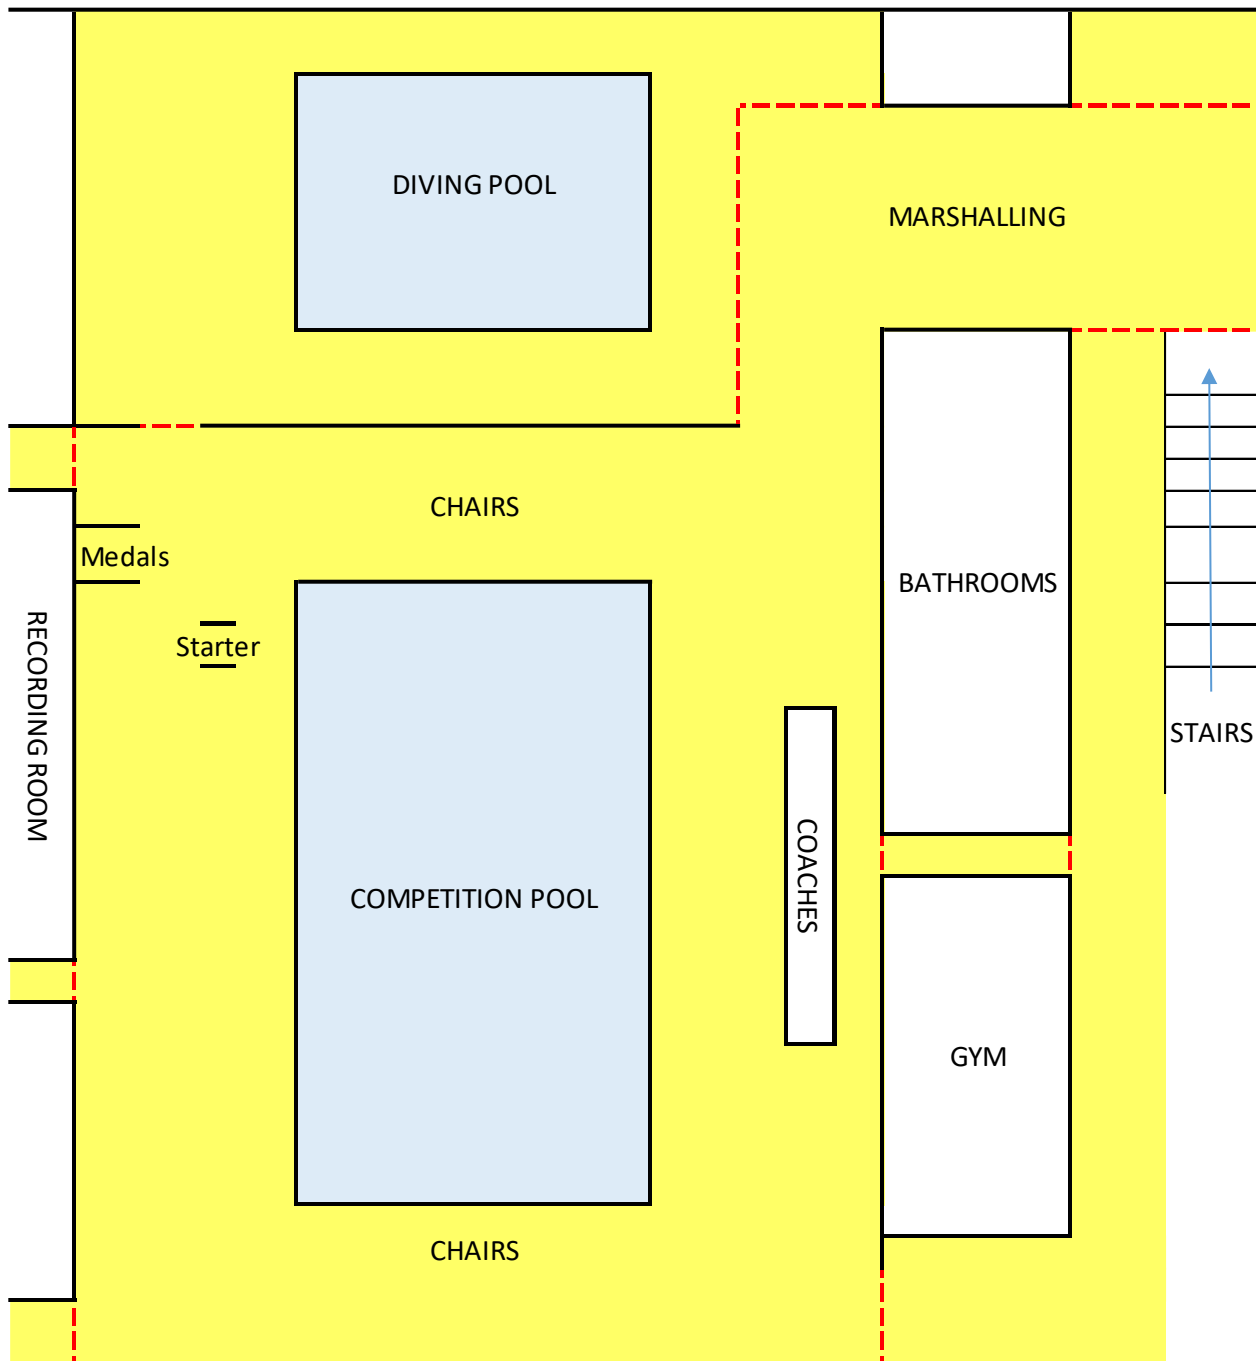 DIVING POOL
MARSHALLING
CHAIRS
Medals
BATHROOMS
Starter
RECORDING ROOM
STAIRS
COACHES
COMPETITION POOL
GYM
CHAIRS